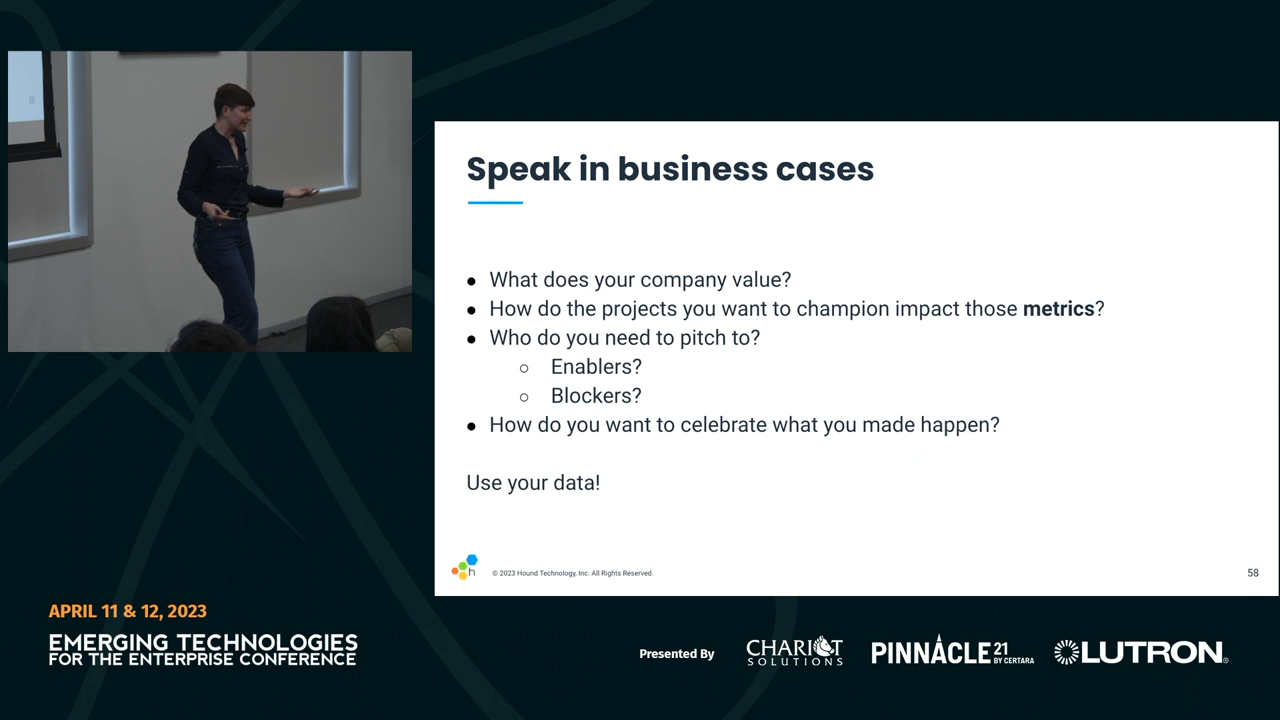 Speak in business cases
What does your company value?
How do the projects you want to champion impact those metrics?
Who do you need to pitch to?
Enablers?
Blockers?
How do you want to celebrate what you made happen?
Use your data!
h
© 2023 Hound Technology, Inc. All Rights Reserved.
58
APRIL 11 & 12, 2023
EMERGING TECHNOLOGIES
FOR THE ENTERPRISE CONFERENCE
Presented By
CHARIOT
SOLUTIONS
PINNACLE 21
BY CERTARA
LUTRON®